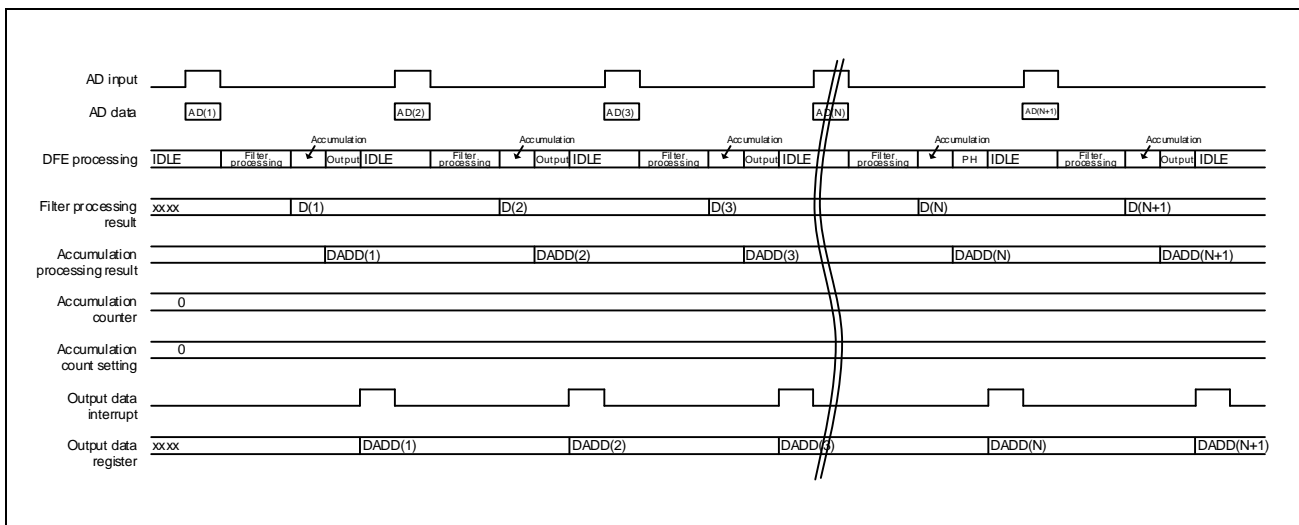 AD input
AD data AD(1) AD(2) AD(3) AD(N) AD(N+1)
Accumulation Accumulation Accumulation Accumulation Accumulation
DFE processing IDLE Filter processing Output IDLE Filter processing Output IDLE Filter processing Output IDLE Filter processing PH IDLE Filter processing Output IDLE
Filter processing result xxxx D(1) D(2) D(3) D(N) D(N+1)
Accumulation processing result DADD(1) DADD(2) DADD(3) DADD(N) DADD(N+1)
Accumulation counter 0
Accumulation count setting 0
Output data interrupt
Output data register xxxx DADD(1) DADD(2) DADD(3) DADD(N) DADD(N+1)